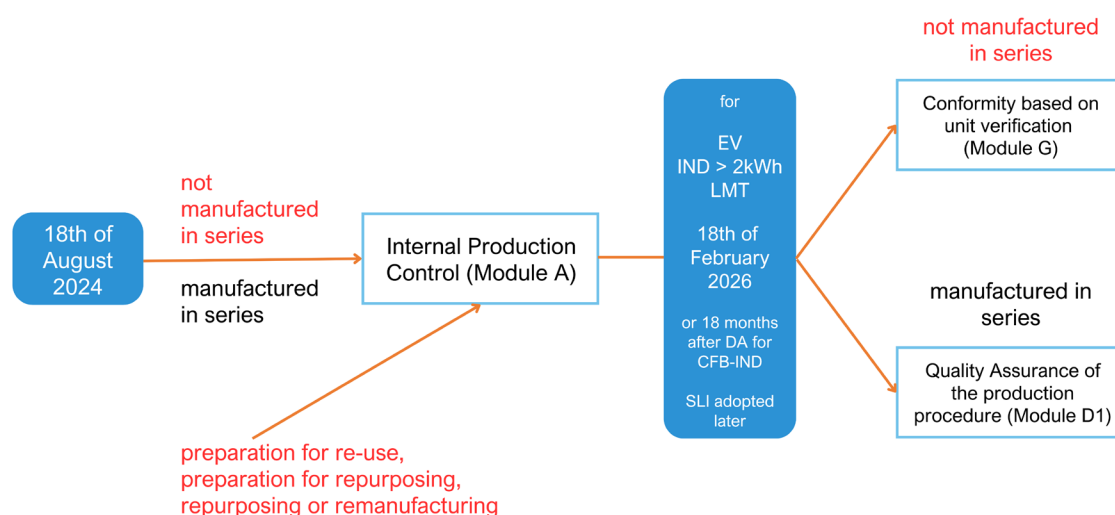 18th of
August
2024
not
manufactured
in series
manufactured
in series
Internal Production
Control (Module A)
preparation for re-use,
preparation for repurposing,
repurposing or remanufacturing
for
EV
IND > 2kWh
LMT
18th of
February
2026
or 18 months
after DA for
CFB-IND
SLI adopted
later
not manufactured
in series
Conformity based on
unit verification
(Module G)
manufactured in
series
Quality Assurance of
the production
procedure (Module D1)